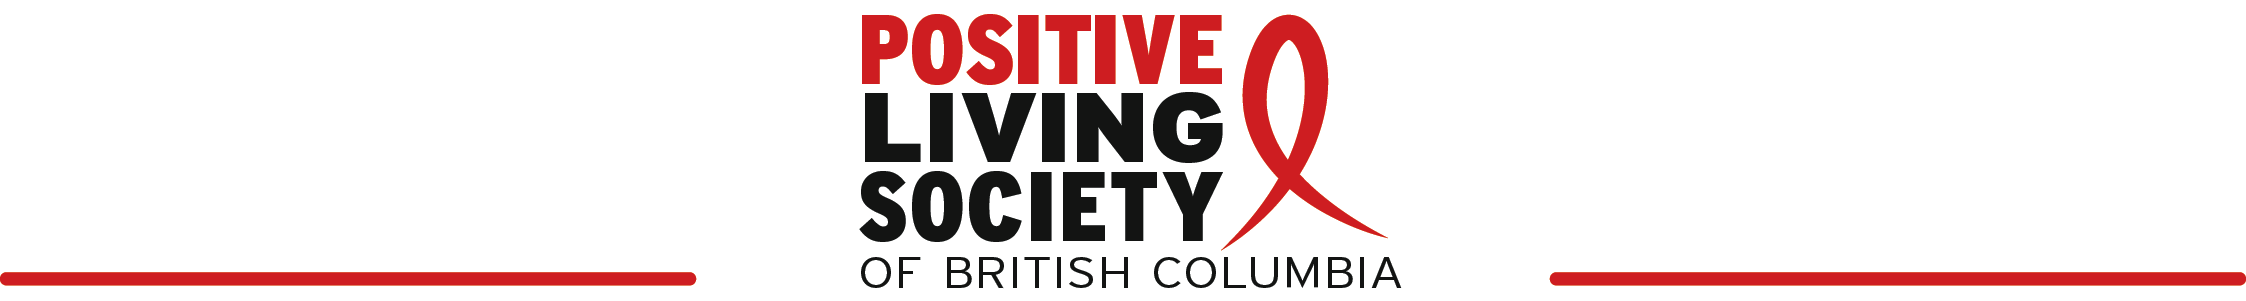 POSITIVE
LIVING
SOCIETY
OF BRITISH COLUMBIA